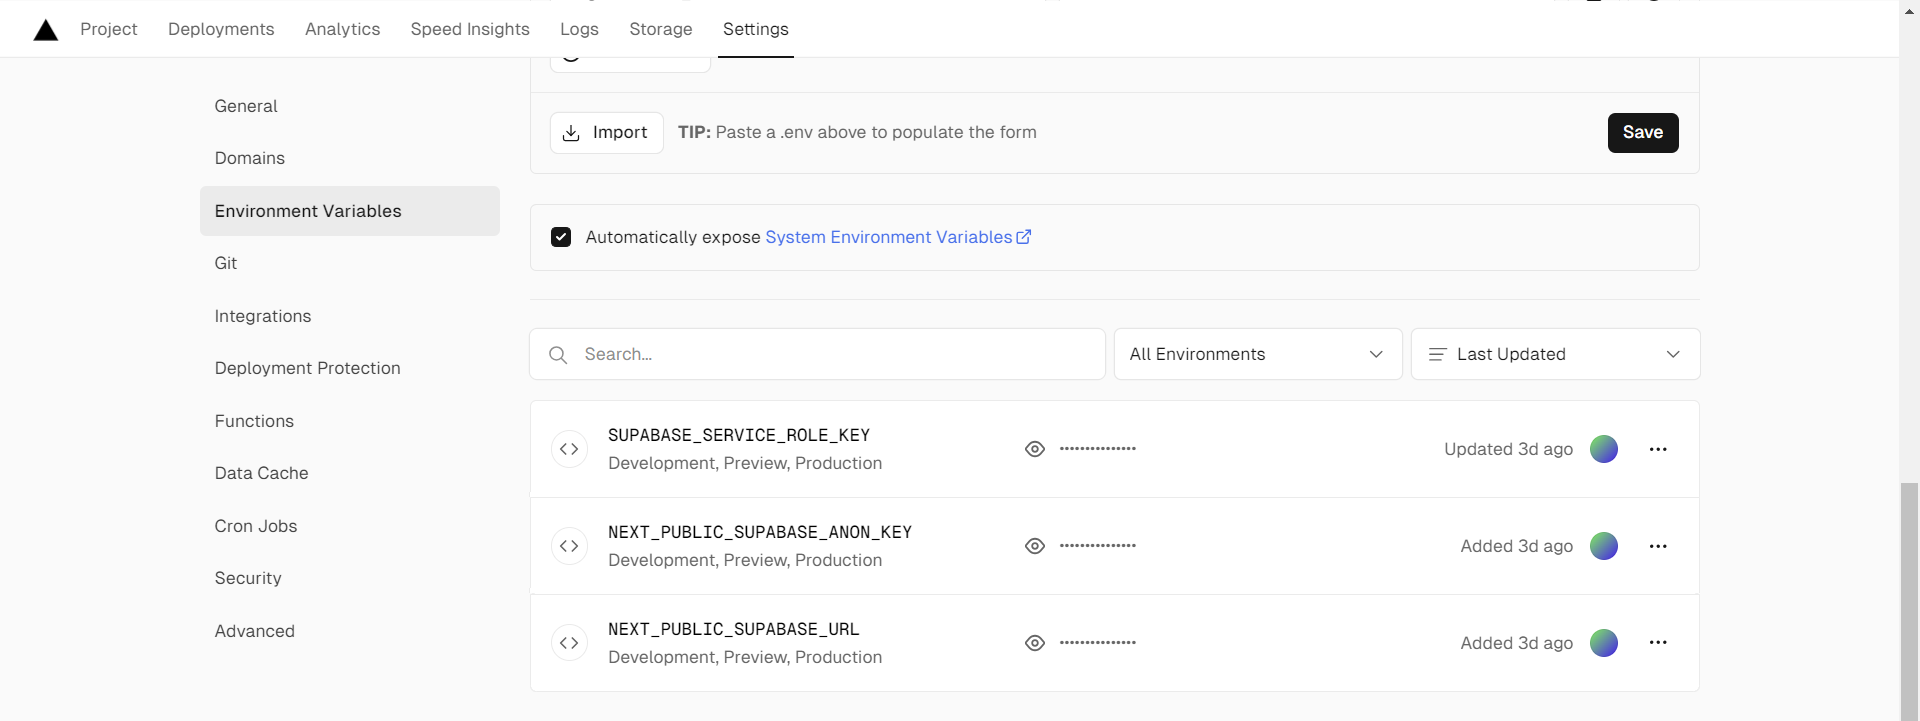 Project Deployments Analytics Speed Insights Logs Storage Settings
General
Domains
Environment Variables
Git
Integrations
Deployment Protection
Functions
Data Cache
Cron Jobs
Security
Advanced
Import TIP: Paste a .env above to populate the form Save
Automatically expose System Environment Variables
Search... All Environments Last Updated
SUPABASE_SERVICE_ROLE_KEY
Development, Preview, Production
•••••••••••••••
Updated 3d ago
NEXT_PUBLIC_SUPABASE_ANON_KEY
Development, Preview, Production
•••••••••••••••
Added 3d ago
NEXT_PUBLIC_SUPABASE_URL
Development, Preview, Production
•••••••••••••••
Added 3d ago